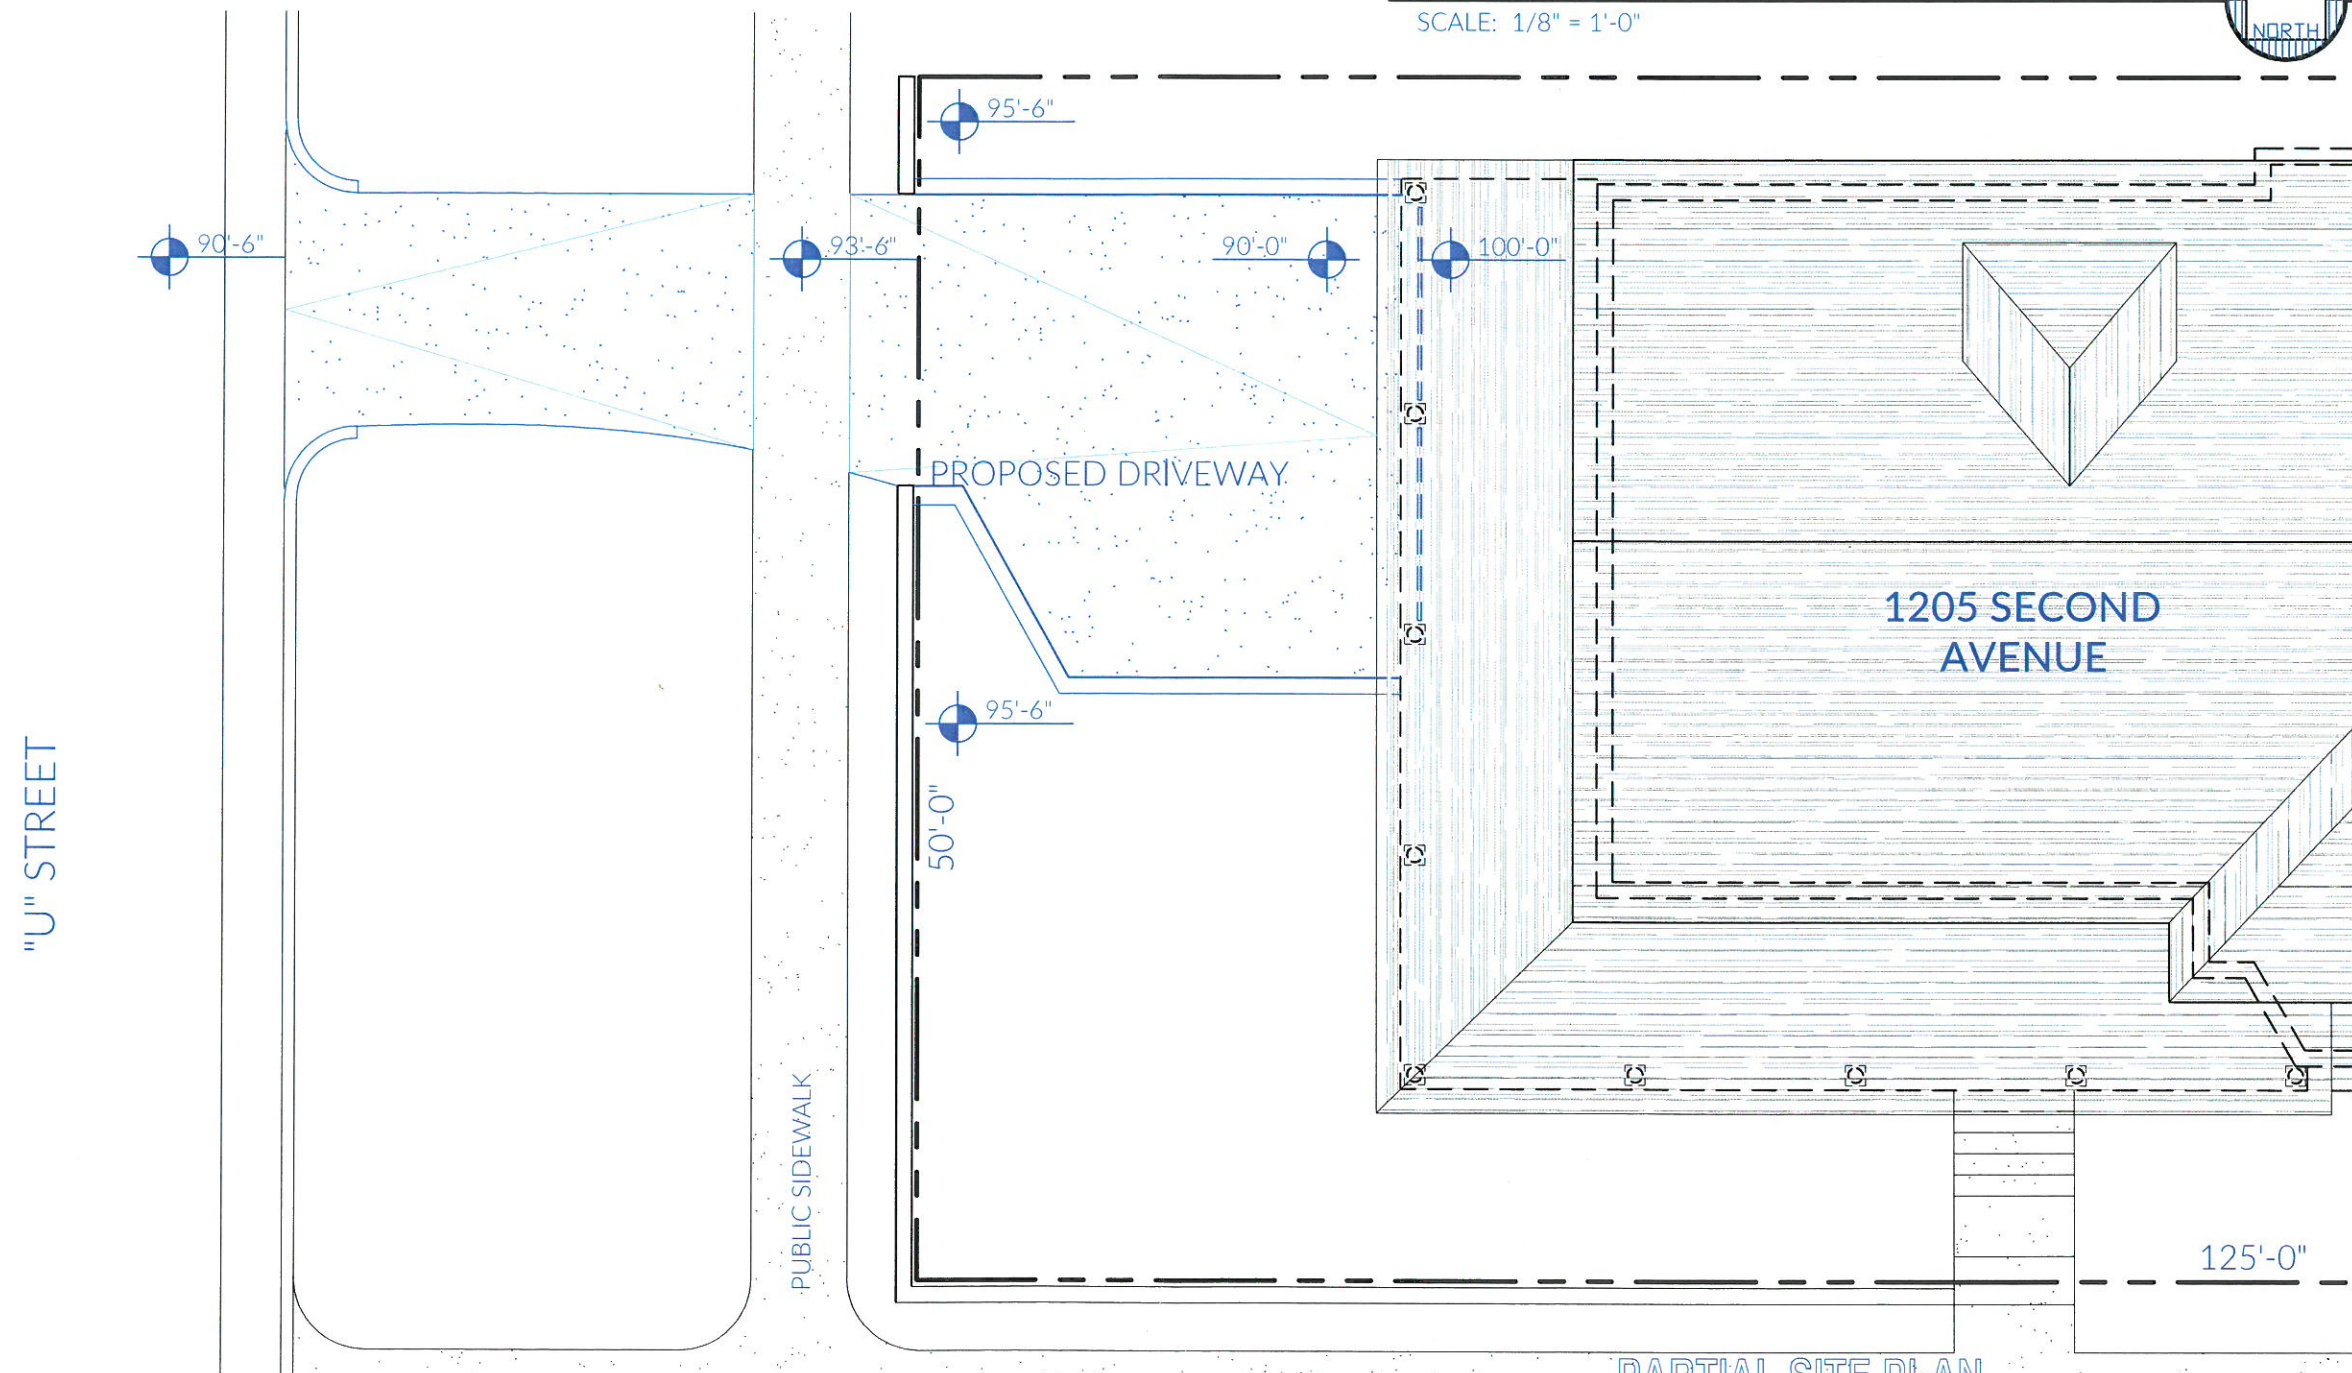 SCALE: 1/8" = 1'-0"
NORTH
95'-6"
90'-6"
93'-6"
90'-0"
100'-0"
PROPOSED DRIVEWAY
1205 SECOND
AVENUE
95'-6"
50'-0"
"U" STREET
PUBLIC SIDEWALK
125'-0"
PARTIAL SITE PLAN